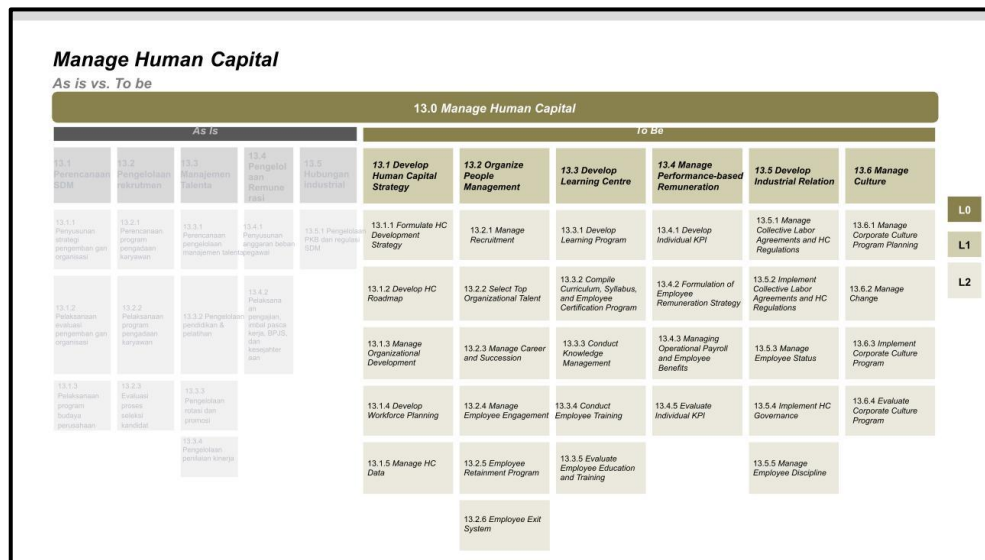 Manage Human Capital
As is vs. To be
13.0 Manage Human Capital
As Is
To Be
13.1
Perencanaan
SDM
13.2
Pengelolaan
rekrutmen
13.3
Manajemen
Talenta
13.4
Pengelol
aan
Remune
rasi
13.5
Hubungan
Industrial
13.1 Develop
Human Capital
Strategy
13.2 Organize
People
Management
13.3 Develop
Learning Centre
13.4 Manage
Performance-based
Remuneration
13.5 Develop
Industrial Relation
13.6 Manage
Culture
13.1.1
Penyusunan
strategi
pengemban gan
organisasi
13.2.1
Perencanaan
program
pengadaan
karyawan
13.3.1
Perencanaan
pengelolaan
manajemen talenta
13.4.1
Penyusunan
anggaran beban
pegawai
13.5.1 Pengelolaan
PKB dan regulasi
SDM
13.1.1 Formulate HC
Development
Strategy
13.2.1 Manage
Recruitment
13.3.1 Develop
Learning Program
13.4.1 Develop
Individual KPI
13.5.1 Manage
Collective Labor
Agreements and HC
Regulations
13.6.1 Manage
Corporate Culture
Program Planning
13.1.2
Pelaksanaan
evaluasi
pengemban gan
organisasi
13.2.2
Pelaksanaan
program
pengadaan
karyawan
13.3.2 Pengelolaan
pendidikan &
pelatihan
13.4.2
Pelaksana
an
pengajian,
imbal pasca
kerja, BPJS,
dan
kesejahter
aan
13.1.2 Develop HC
Roadmap
13.2.2 Select Top
Organizational Talent
13.3.2 Compile
Curriculum, Syllabus,
and Employee
Certification Program
13.4.2 Formulation of
Employee
Remuneration Strategy
13.5.2 Implement
Collective Labor
Agreements and HC
Regulations
13.6.2 Manage
Change
13.1.3 Manage
Organizational
Development
13.2.3 Manage Career
and Succession
13.3.3 Conduct
Knowledge
Management
13.4.3 Managing
Operational Payroll
and Employee
Benefits
13.5.3 Manage
Employee Status
13.6.3 Implement
Corporate Culture
Program
13.1.3
Pelaksanaan
program
budaya
perusahaan
13.2.3
Evaluasi
proses
seleksi
kandidat
13.3.3
Pengelolaan
rotasi dan
promosi
13.1.4 Develop
Workforce Planning
13.2.4 Manage
Employee Engagement
13.3.4 Conduct
Employee Training
13.4.5 Evaluate
Individual KPI
13.5.4 Implement HC
Governance
13.6.4 Evaluate
Corporate Culture
Program
13.3.4
Pengelolaan
penilaian kinerja
13.1.5 Manage HC
Data
13.2.5 Employee
Retainment Program
13.3.5 Evaluate
Employee Education
and Training
13.5.5 Manage
Employee Discipline
13.2.6 Employee Exit
System
L0
L1
L2